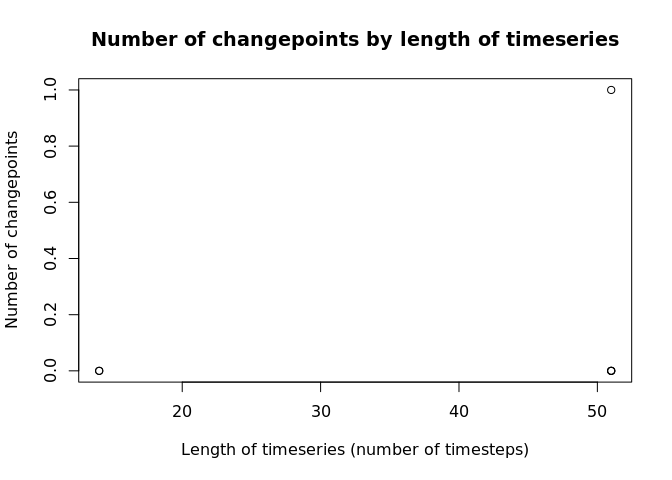 Number of changepoints by length of timeseries
Number of changepoints
1.0
0.8
0.6
0.4
0.2
0.0
20 30 40 50
Length of timeseries (number of timesteps)